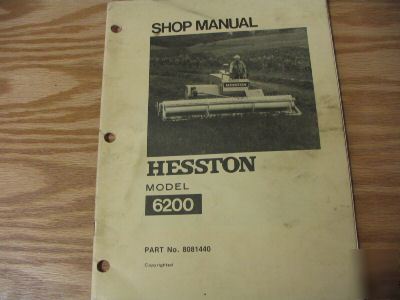 SHOP MANUAL
HESSTON
HESSTON
MODEL
6200
PART No. 8081440
Copyrighted